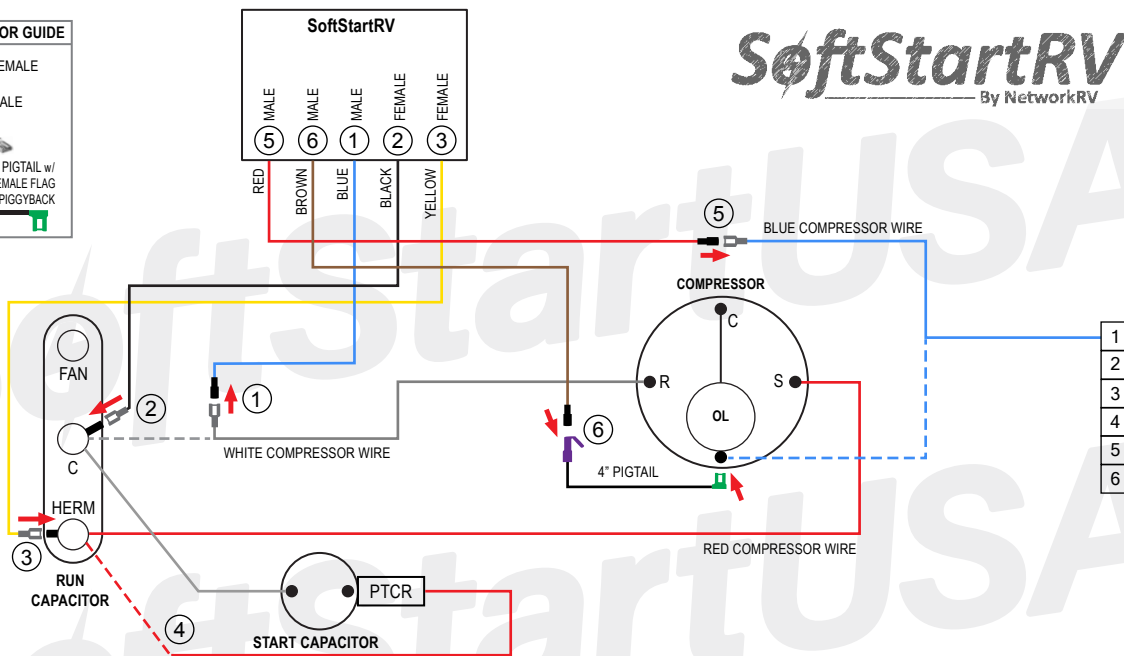 OR GUIDE
EMALE
ALE
PIGTAIL w/
EMALE FLAG
PIGGYBACK
SoftStartRV
MALE
MALE
MALE
FEMALE
FEMALE
5
6
1
2
3
RED
BROWN
BLUE
BLACK
YELLOW
SoftStartRV
By NetworkRV
5
BLUE COMPRESSOR WIRE
COMPRESSOR
C
R
S
OL
FAN
2
1
C
WHITE COMPRESSOR WIRE
6
4" PIGTAIL
HERM
3
RED COMPRESSOR WIRE
RUN
CAPACITOR
PTCR
4
START CAPACITOR
1
2
3
4
5
6
oftStartUSA
oftStartUSA